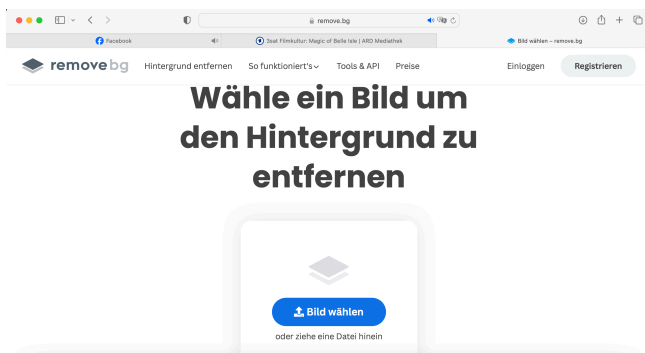 remove.bg
Facebook
3sat Filmkultur: Magic of Belle Isle | ARD Mediathek
Bild wählen – remove.bg
removebg
Hintergrund entfernen
So funktioniert's
Tools & API
Preise
Einloggen
Registrieren
Wähle ein Bild um
den Hintergrund zu
entfernen
Bild wählen
oder ziehe eine Datei hinein